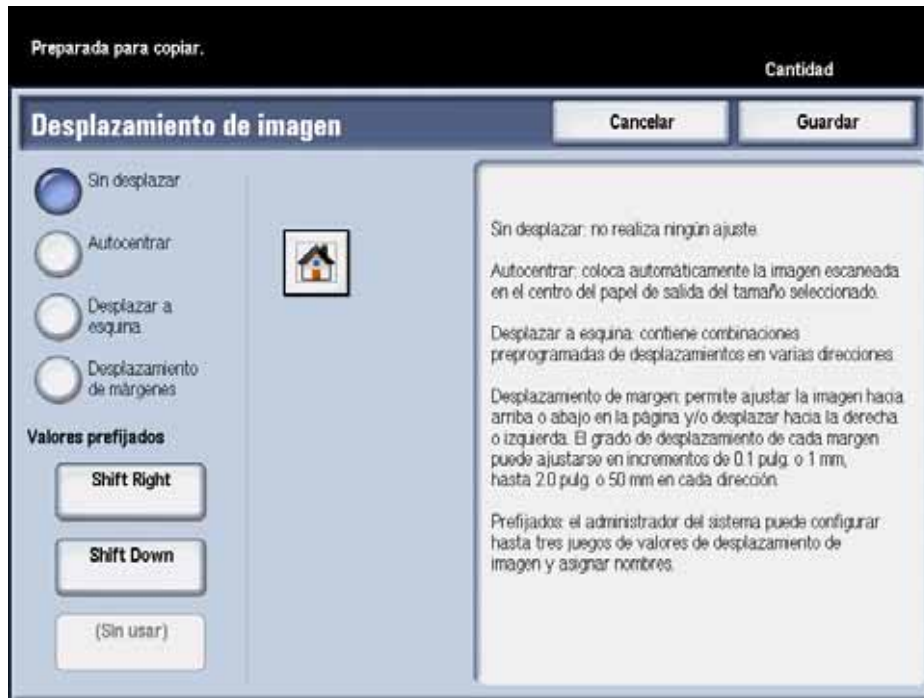 Preparada para copiar.
Cantidad
Desplazamiento de imagen
Cancelar
Guardar
Sin desplazar
Autocentrar
Desplazar a
esquina
Desplazamiento
de márgenes
Valores prefijados
Shift Right
Shift Down
(Sin usar)
Sin desplazar: no realiza ningún ajuste.
Autocentrar: coloca automáticamente la imagen escaneada
en el centro del papel de salida del tamaño seleccionado.
Desplazar a esquina: contiene combinaciones
preprogramadas de desplazamientos en varias direcciones.
Desplazamiento de margen: permite ajustar la imagen hacia
arriba o abajo en la página y/o desplazar hacia la derecha
o izquierda. El grado de desplazamiento de cada margen
puede ajustarse en incrementos de 0.1 pulg. o 1 mm,
hasta 2.0 pulg. o 50 mm en cada dirección.
Prefijados: el administrador del sistema puede configurar
hasta tres juegos de valores de desplazamiento de
imagen y asignar nombres.